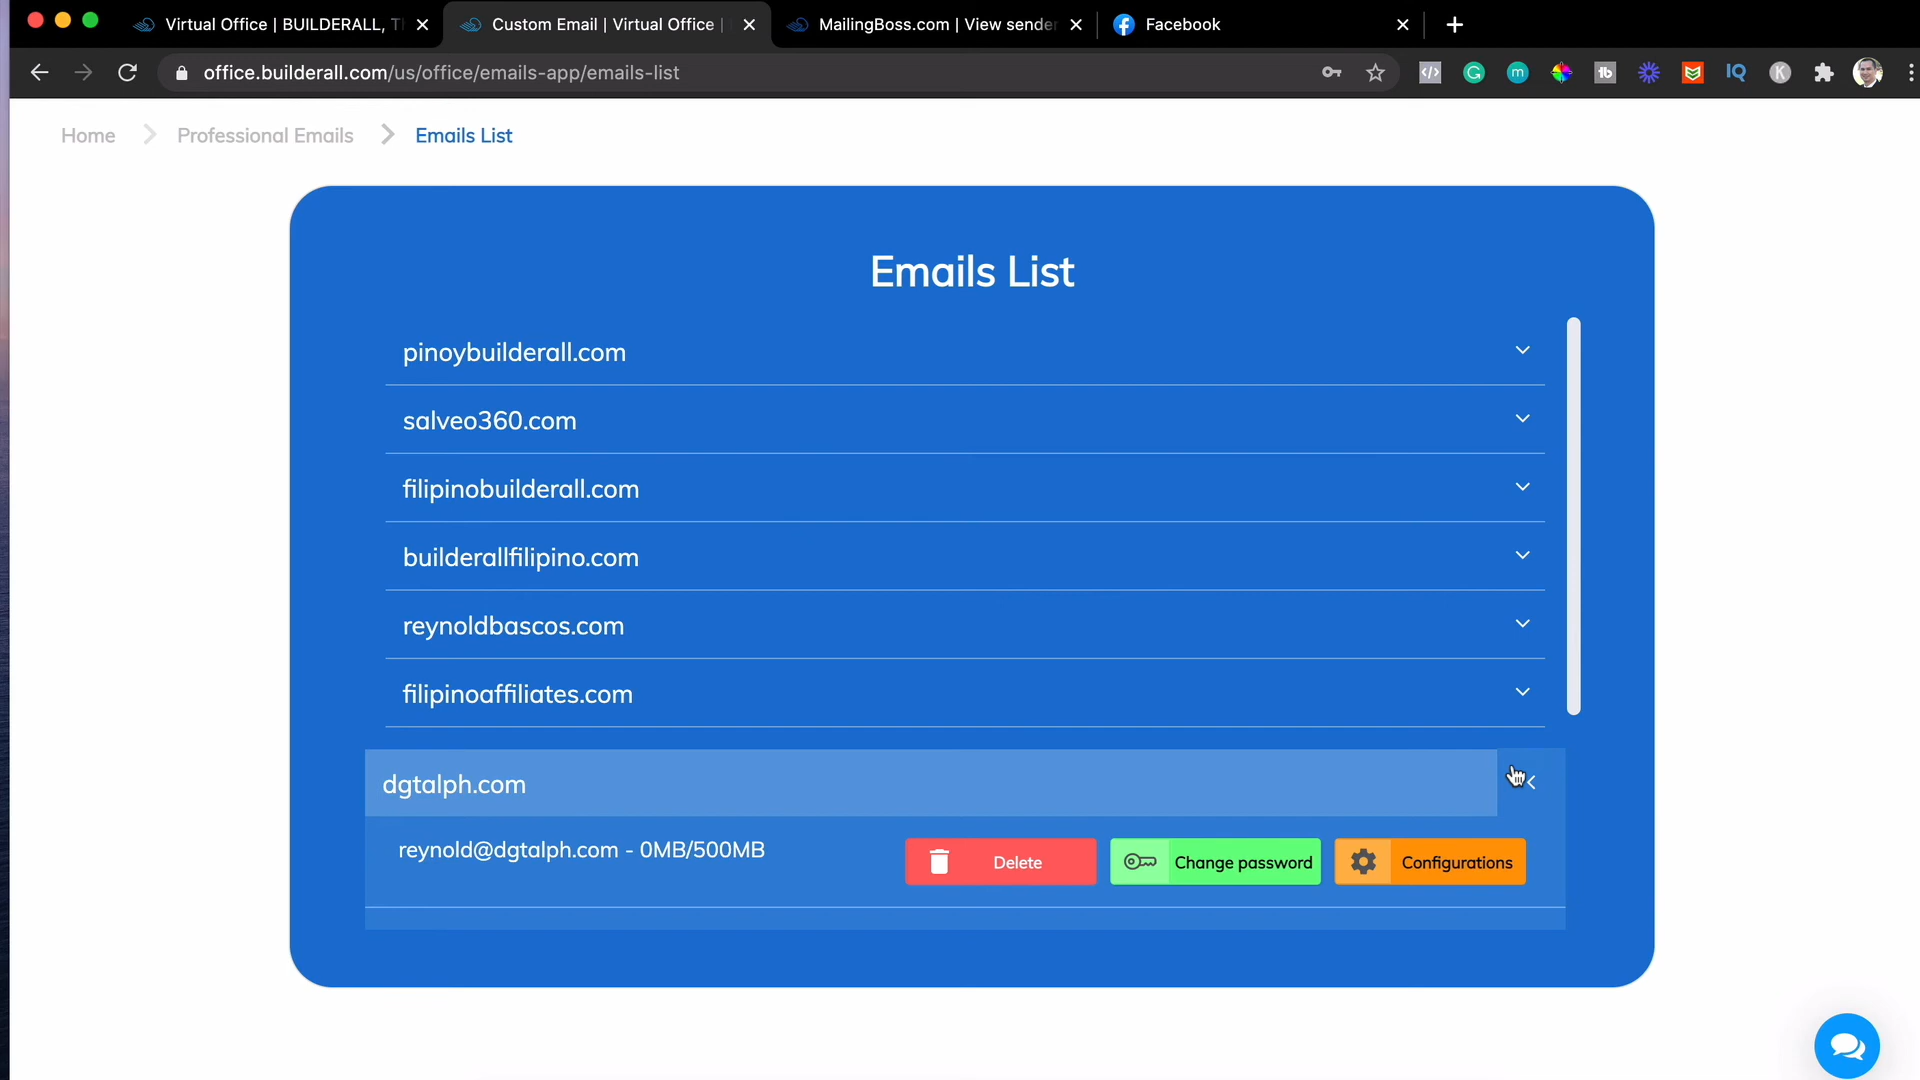 Virtual Office | BUILDERALL, T
Custom Email | Virtual Office |
MailingBoss.com | View sender
Facebook
office.builderall.com/us/office/emails-app/emails-list
Home
Professional Emails
Emails List
Emails List
pinoybuilderall.com
salveo360.com
filipinobuilderall.com
builderallfilipino.com
reynoldbascos.com
filipinoaffiliates.com
dgtalph.com
reynold@dgtalph.com - 0MB/500MB
Delete
Change password
Configurations